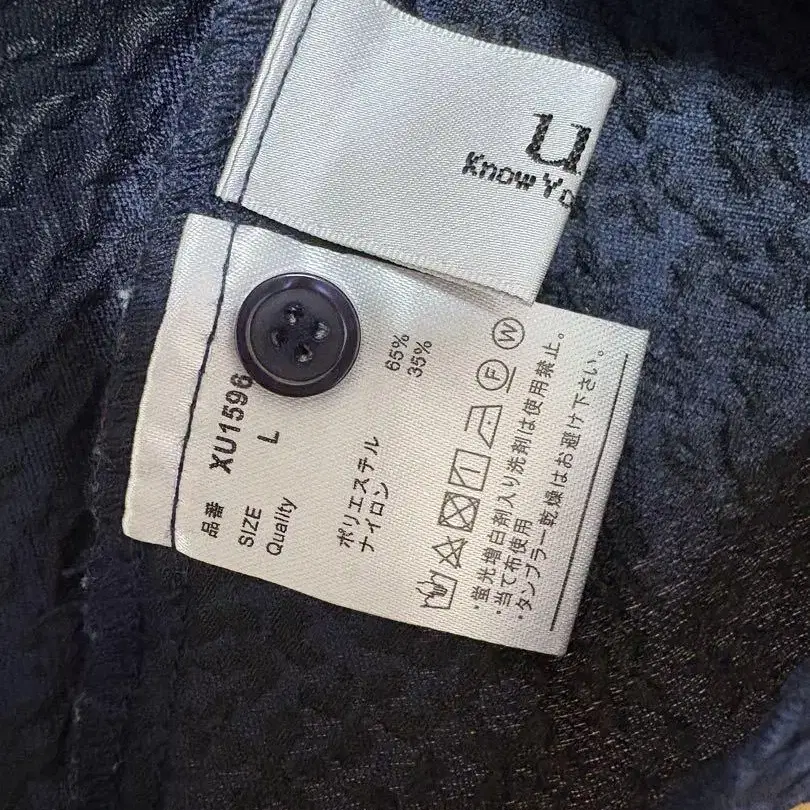 Know Yo
品番 XU1596
SIZE L
Quality
ポリエステル 65%
ナイロン 35%
F W
・蛍光増白剤入り洗剤は使用禁止。
・当て布使用
・タンブラー乾燥はお避け下さい。